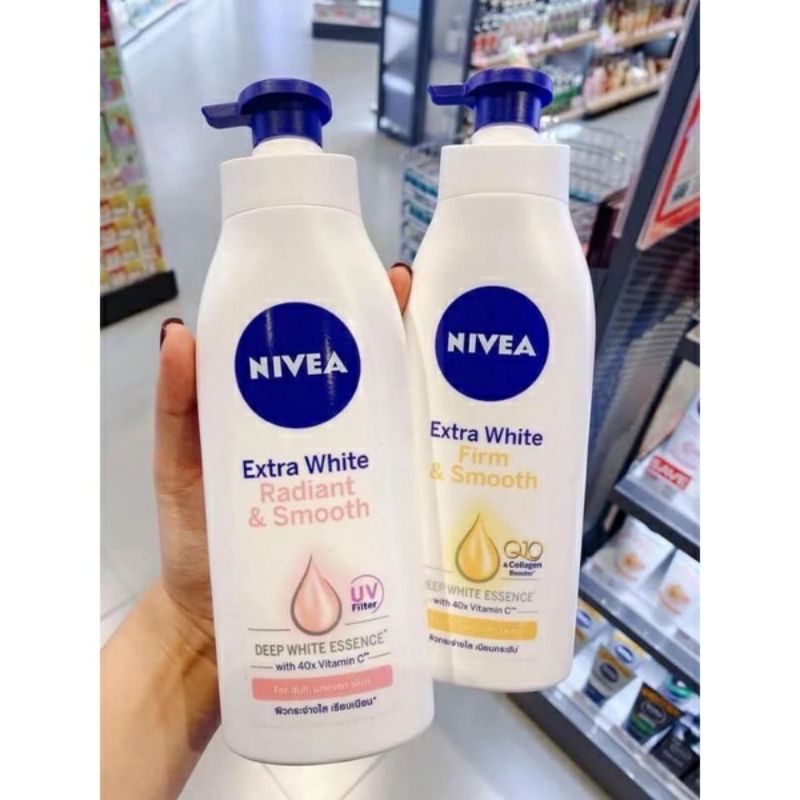 NIVEA
Extra White
Radiant
& Smooth
UV
Filter
DEEP WHITE ESSENCE*
with 40x Vitamin C**
For dull, uneven skin
ผิวกระจ่างใส เรียบเนียน*
NIVEA
Extra White
Firm
& Smooth
Q10
& Collagen
Booster*
DEEP WHITE ESSENCE*
with 40x Vitamin C**
ผิวกระจ่างใส เนียนกระชับ*
SAVE